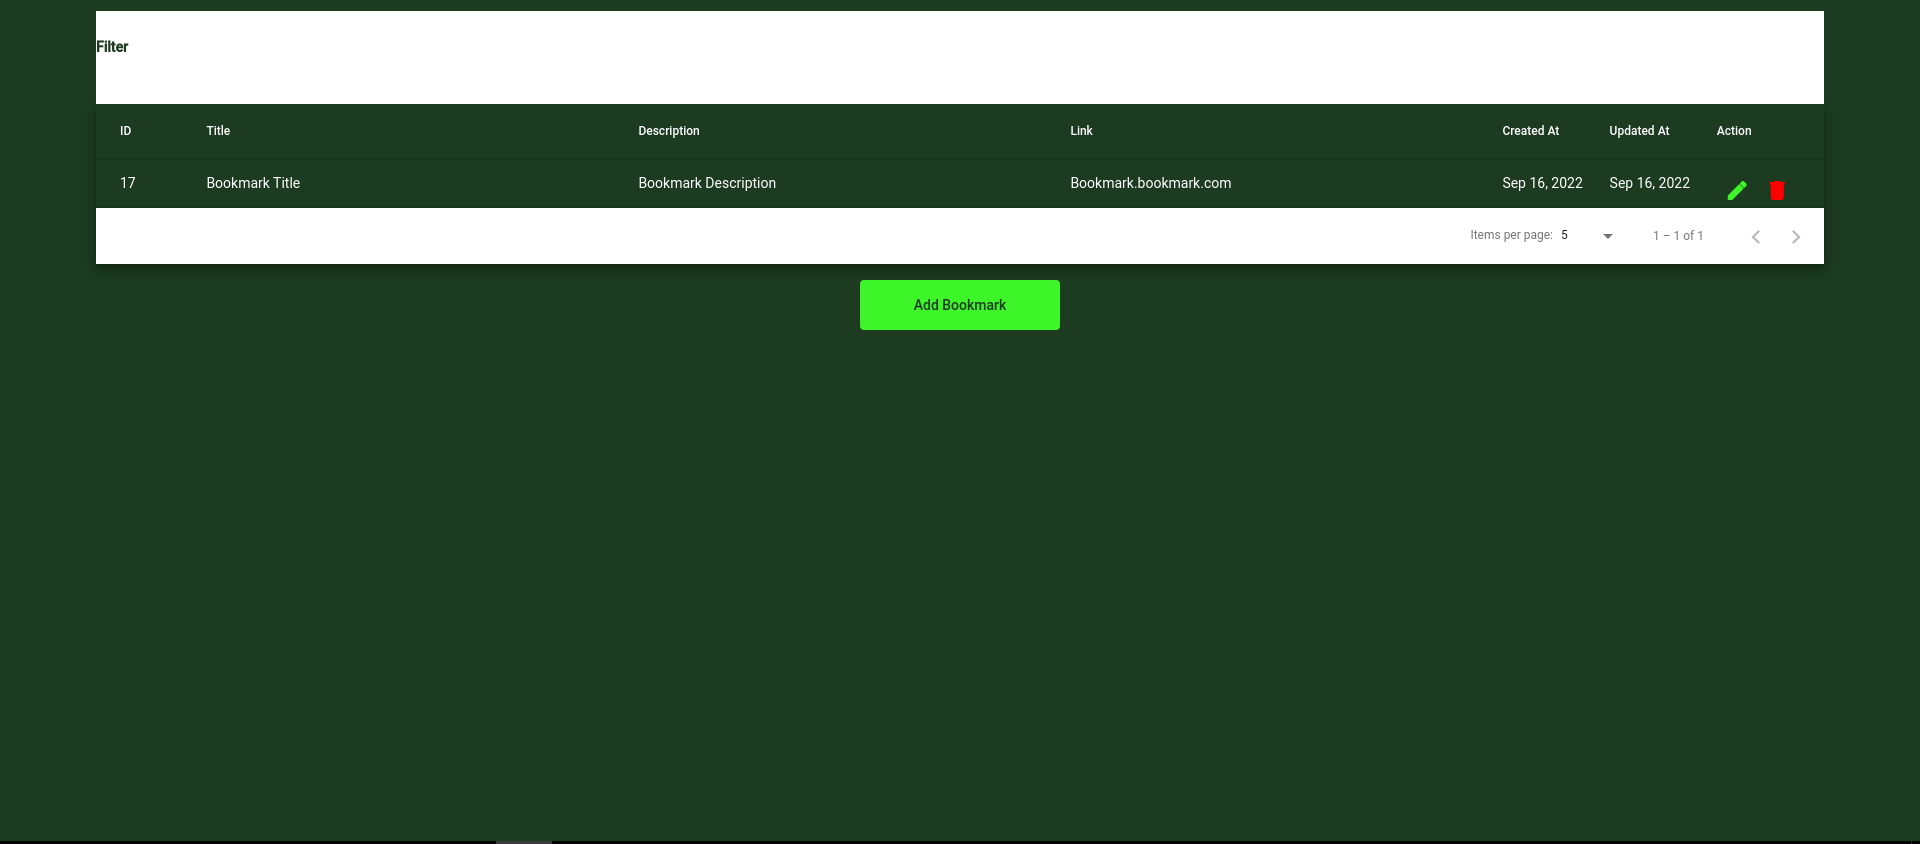 Filter
ID Title Description Link Created At Updated At Action
17 Bookmark Title Bookmark Description Bookmark.bookmark.com Sep 16, 2022 Sep 16, 2022
Items per page: 5 1 – 1 of 1
Add Bookmark